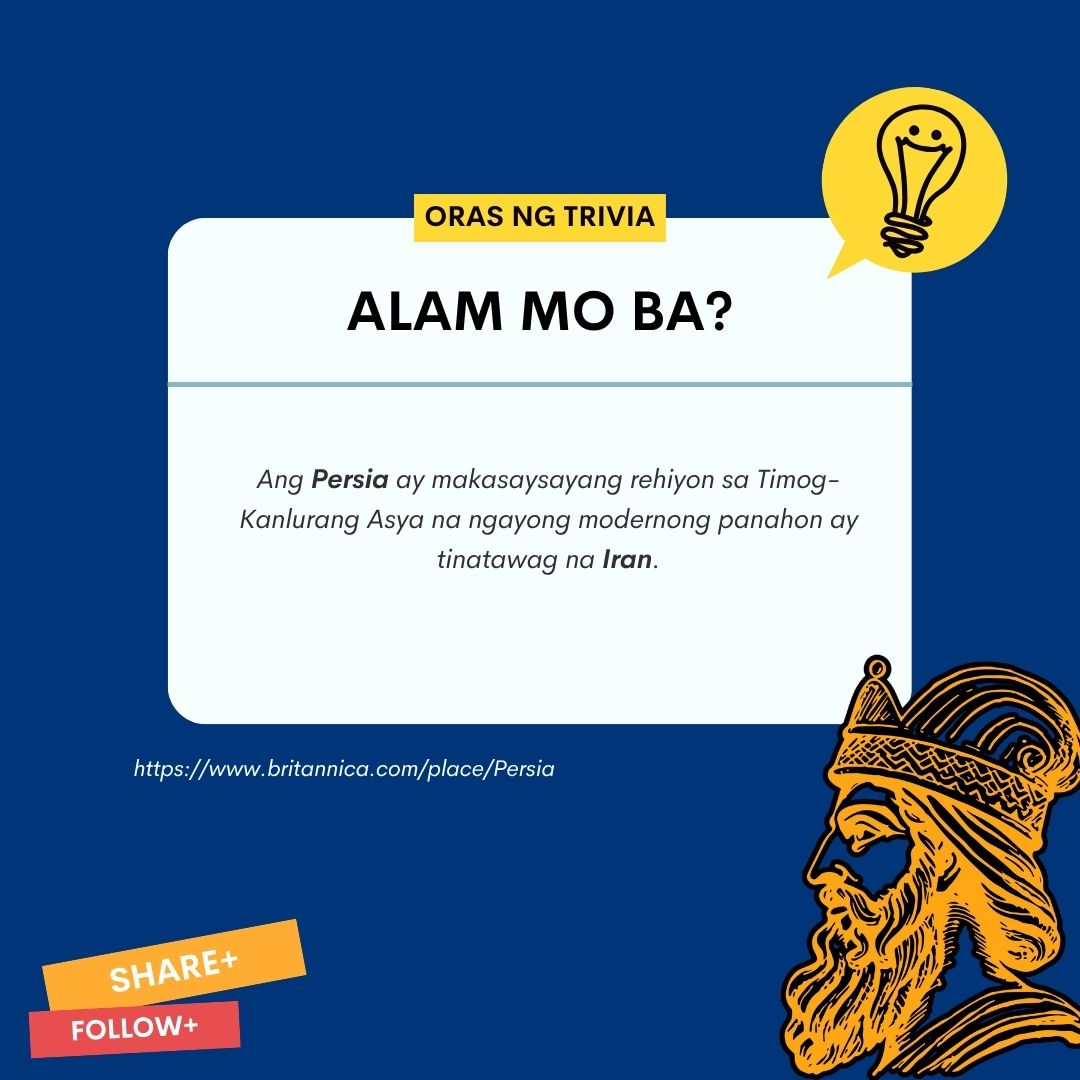 ORAS NG TRIVIA
ALAM MO BA?
Ang Persia ay makasaysayang rehiyon sa Timog-
Kanlurang Asya na ngayong modernong panahon ay
tinatawag na Iran.
https://www.britannica.com/place/Persia
SHARE+
FOLLOW+